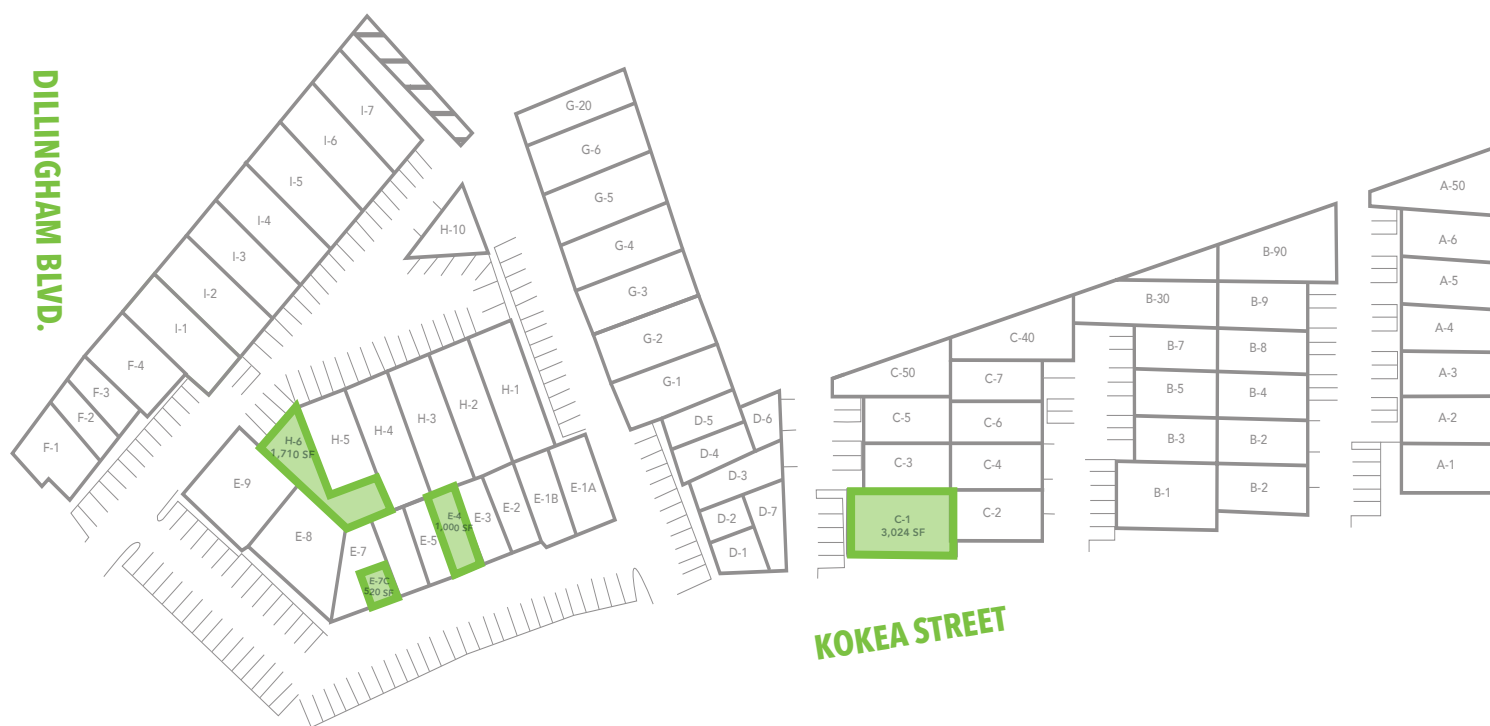 DILLINGHAM BLVD.
I-7
I-6
I-5
I-4
I-3
I-2
I-1
F-4
F-3
F-2
F-1
H-10
G-20
G-6
G-5
G-4
G-3
G-2
G-1
H-1
H-2
H-3
H-4
H-5
H-6
1,710 SF
E-9
E-8
E-7
E-7C
520 SF
E-5
E-4
1,000 SF
E-3
E-2
E-1B
E-1A
D-6
D-5
D-4
D-3
D-2
D-7
D-1
C-50
C-40
C-7
C-5
C-6
C-3
C-4
C-1
3,024 SF
C-2
B-90
B-30
B-9
B-7
B-8
B-5
B-4
B-3
B-2
B-1
B-2
A-50
A-6
A-5
A-4
A-3
A-2
A-1
KOKEA STREET